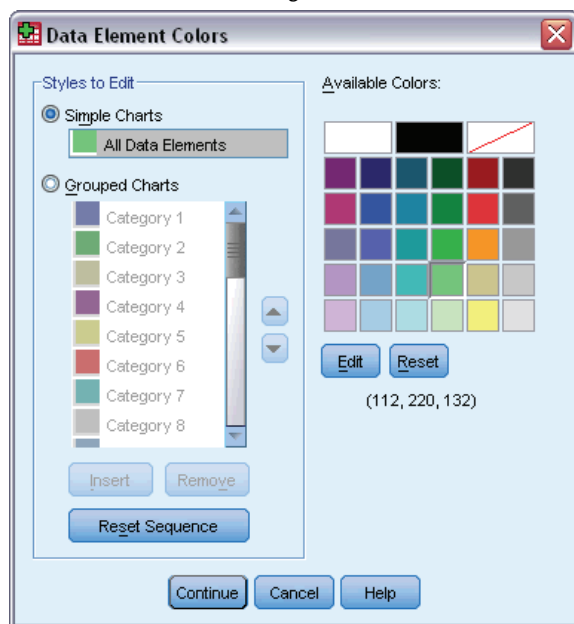 Data Element Colors
Styles to Edit
Simple Charts
All Data Elements
Grouped Charts
Category 1
Category 2
Category 3
Category 4
Category 5
Category 6
Category 7
Category 8
Insert Remove
Reset Sequence
Available Colors:
Edit Reset
(112, 220, 132)
Continue Cancel Help